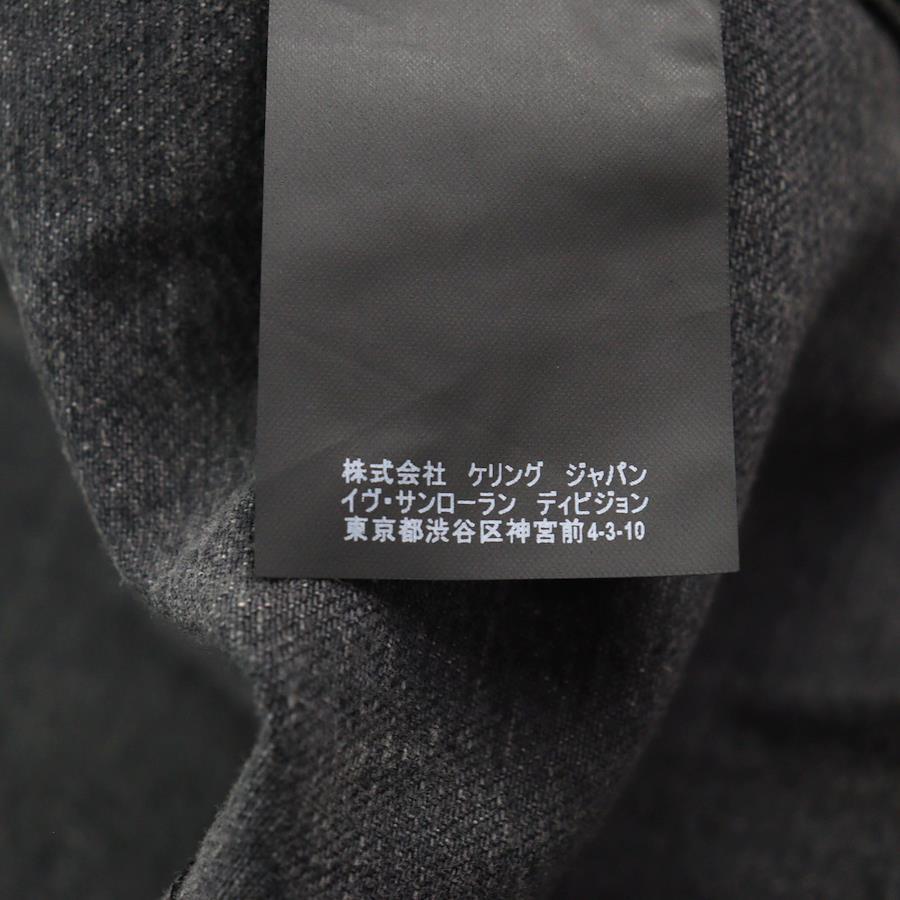 株式会社 ケリング ジャパン
イヴ・サンローラン ディビジョン
東京都渋谷区神宮前4-3-10